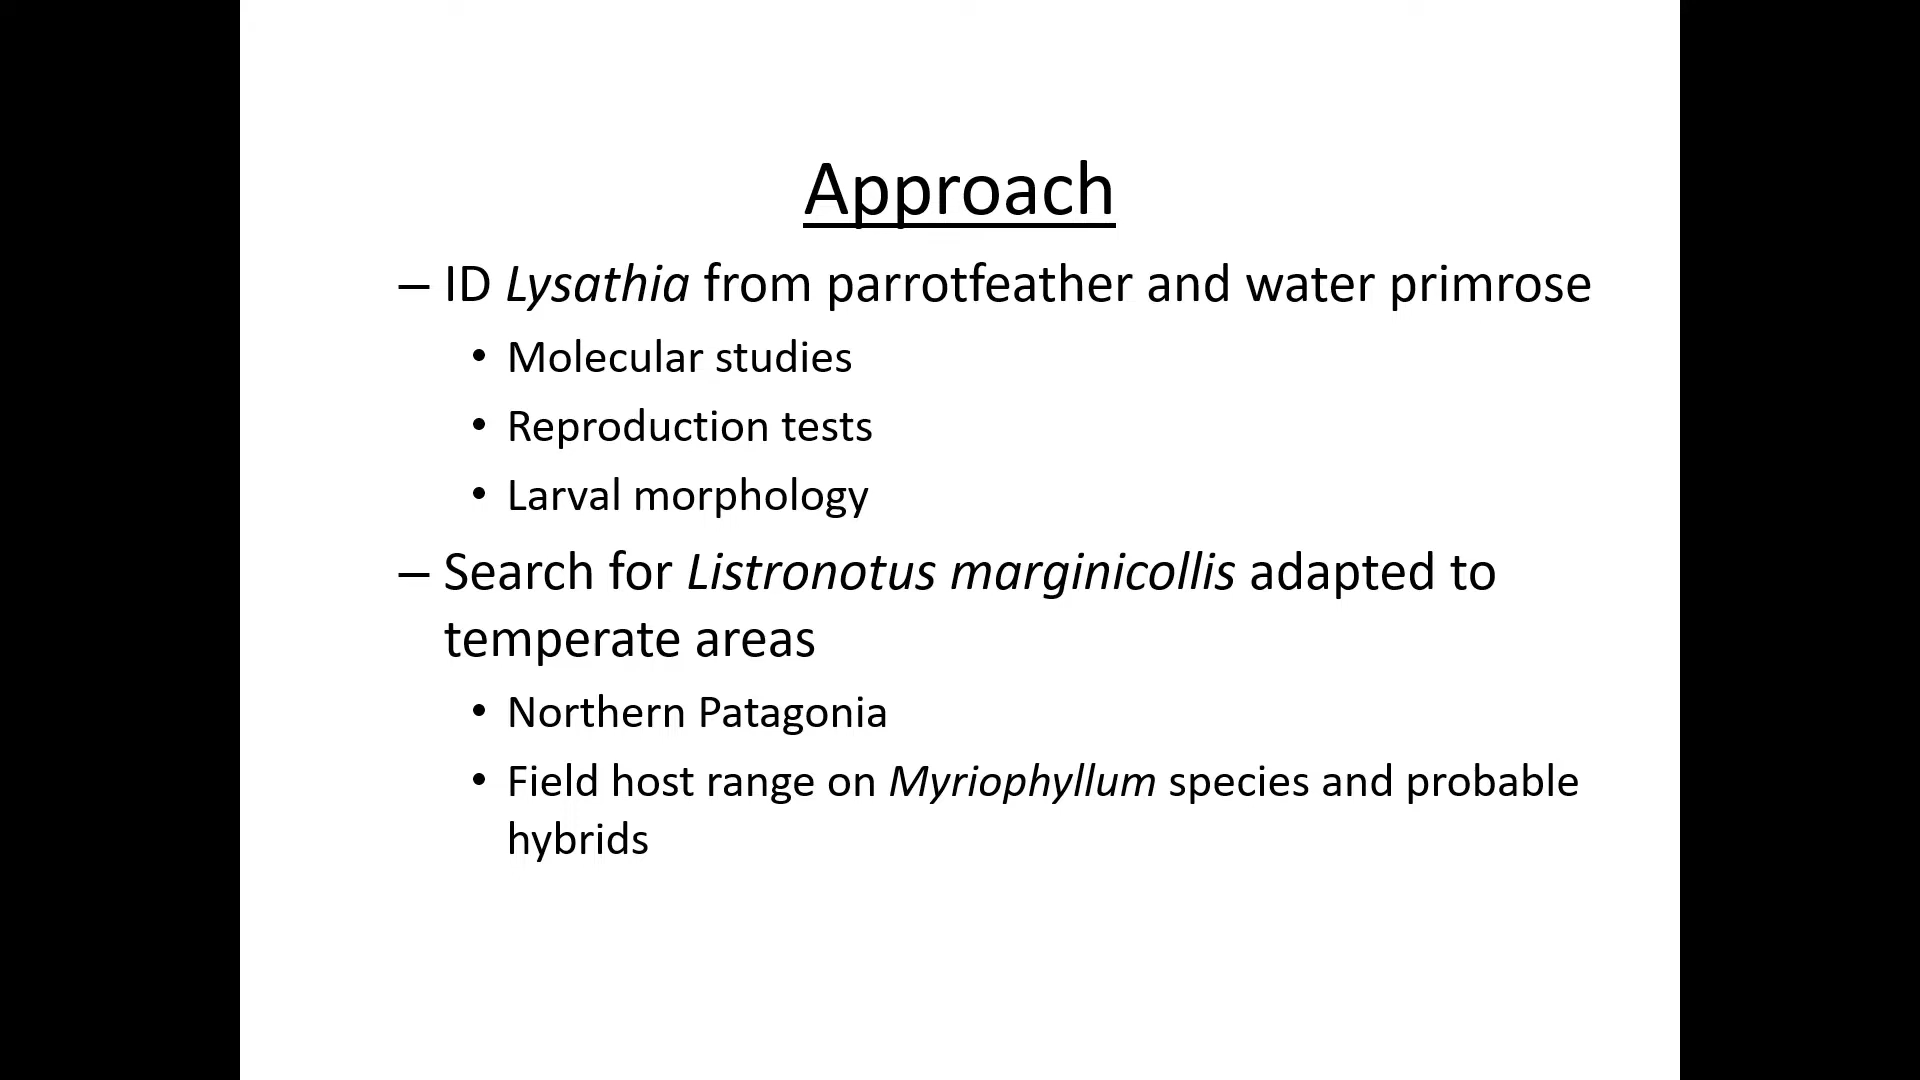 Approach
– ID Lysathia from parrotfeather and water primrose
• Molecular studies
• Reproduction tests
• Larval morphology
– Search for Listronotus marginicollis adapted to
temperate areas
• Northern Patagonia
• Field host range on Myriophyllum species and probable
hybrids